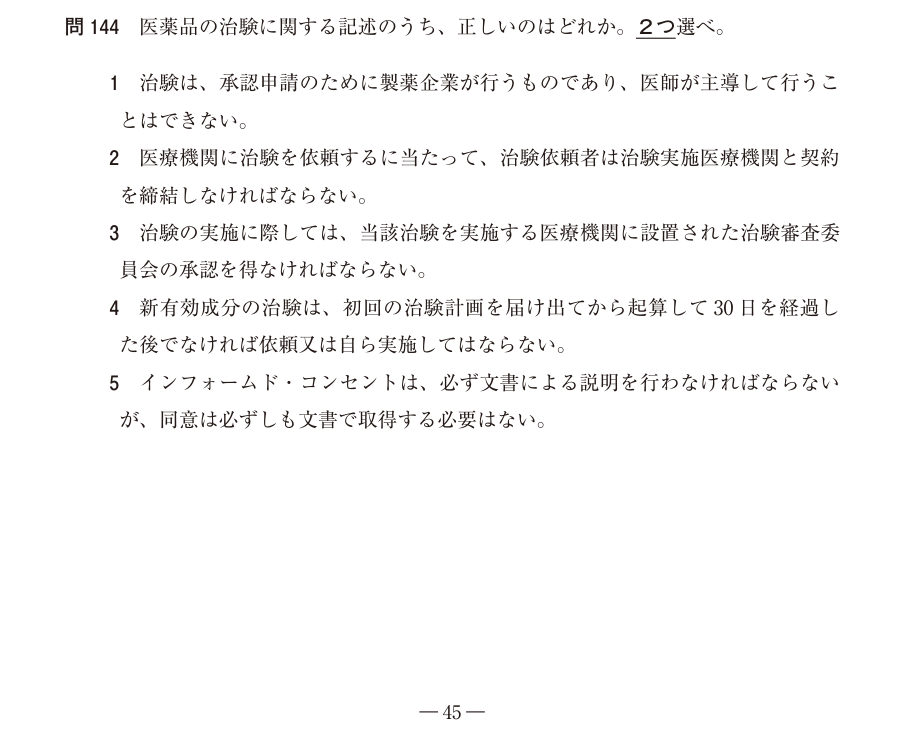 問 144 医薬品の治験に関する記述のうち、正しいのはどれか。2つ選べ。
1 治験は、承認申請のために製薬企業が行うものであり、医師が主導して行うこ
とはできない。
2 医療機関に治験を依頼するに当たって、治験依頼者は治験実施医療機関と契約
を締結しなければならない。
3 治験の実施に際しては、当該治験を実施する医療機関に設置された治験審査委
員会の承認を得なければならない。
4 新有効成分の治験は、初回の治験計画を届け出てから起算して 30 日を経過し
た後でなければ依頼又は自ら実施してはならない。
5 インフォームド・コンセントは、必ず文書による説明を行わなければならない
が、同意は必ずしも文書で取得する必要はない。
— 45 —